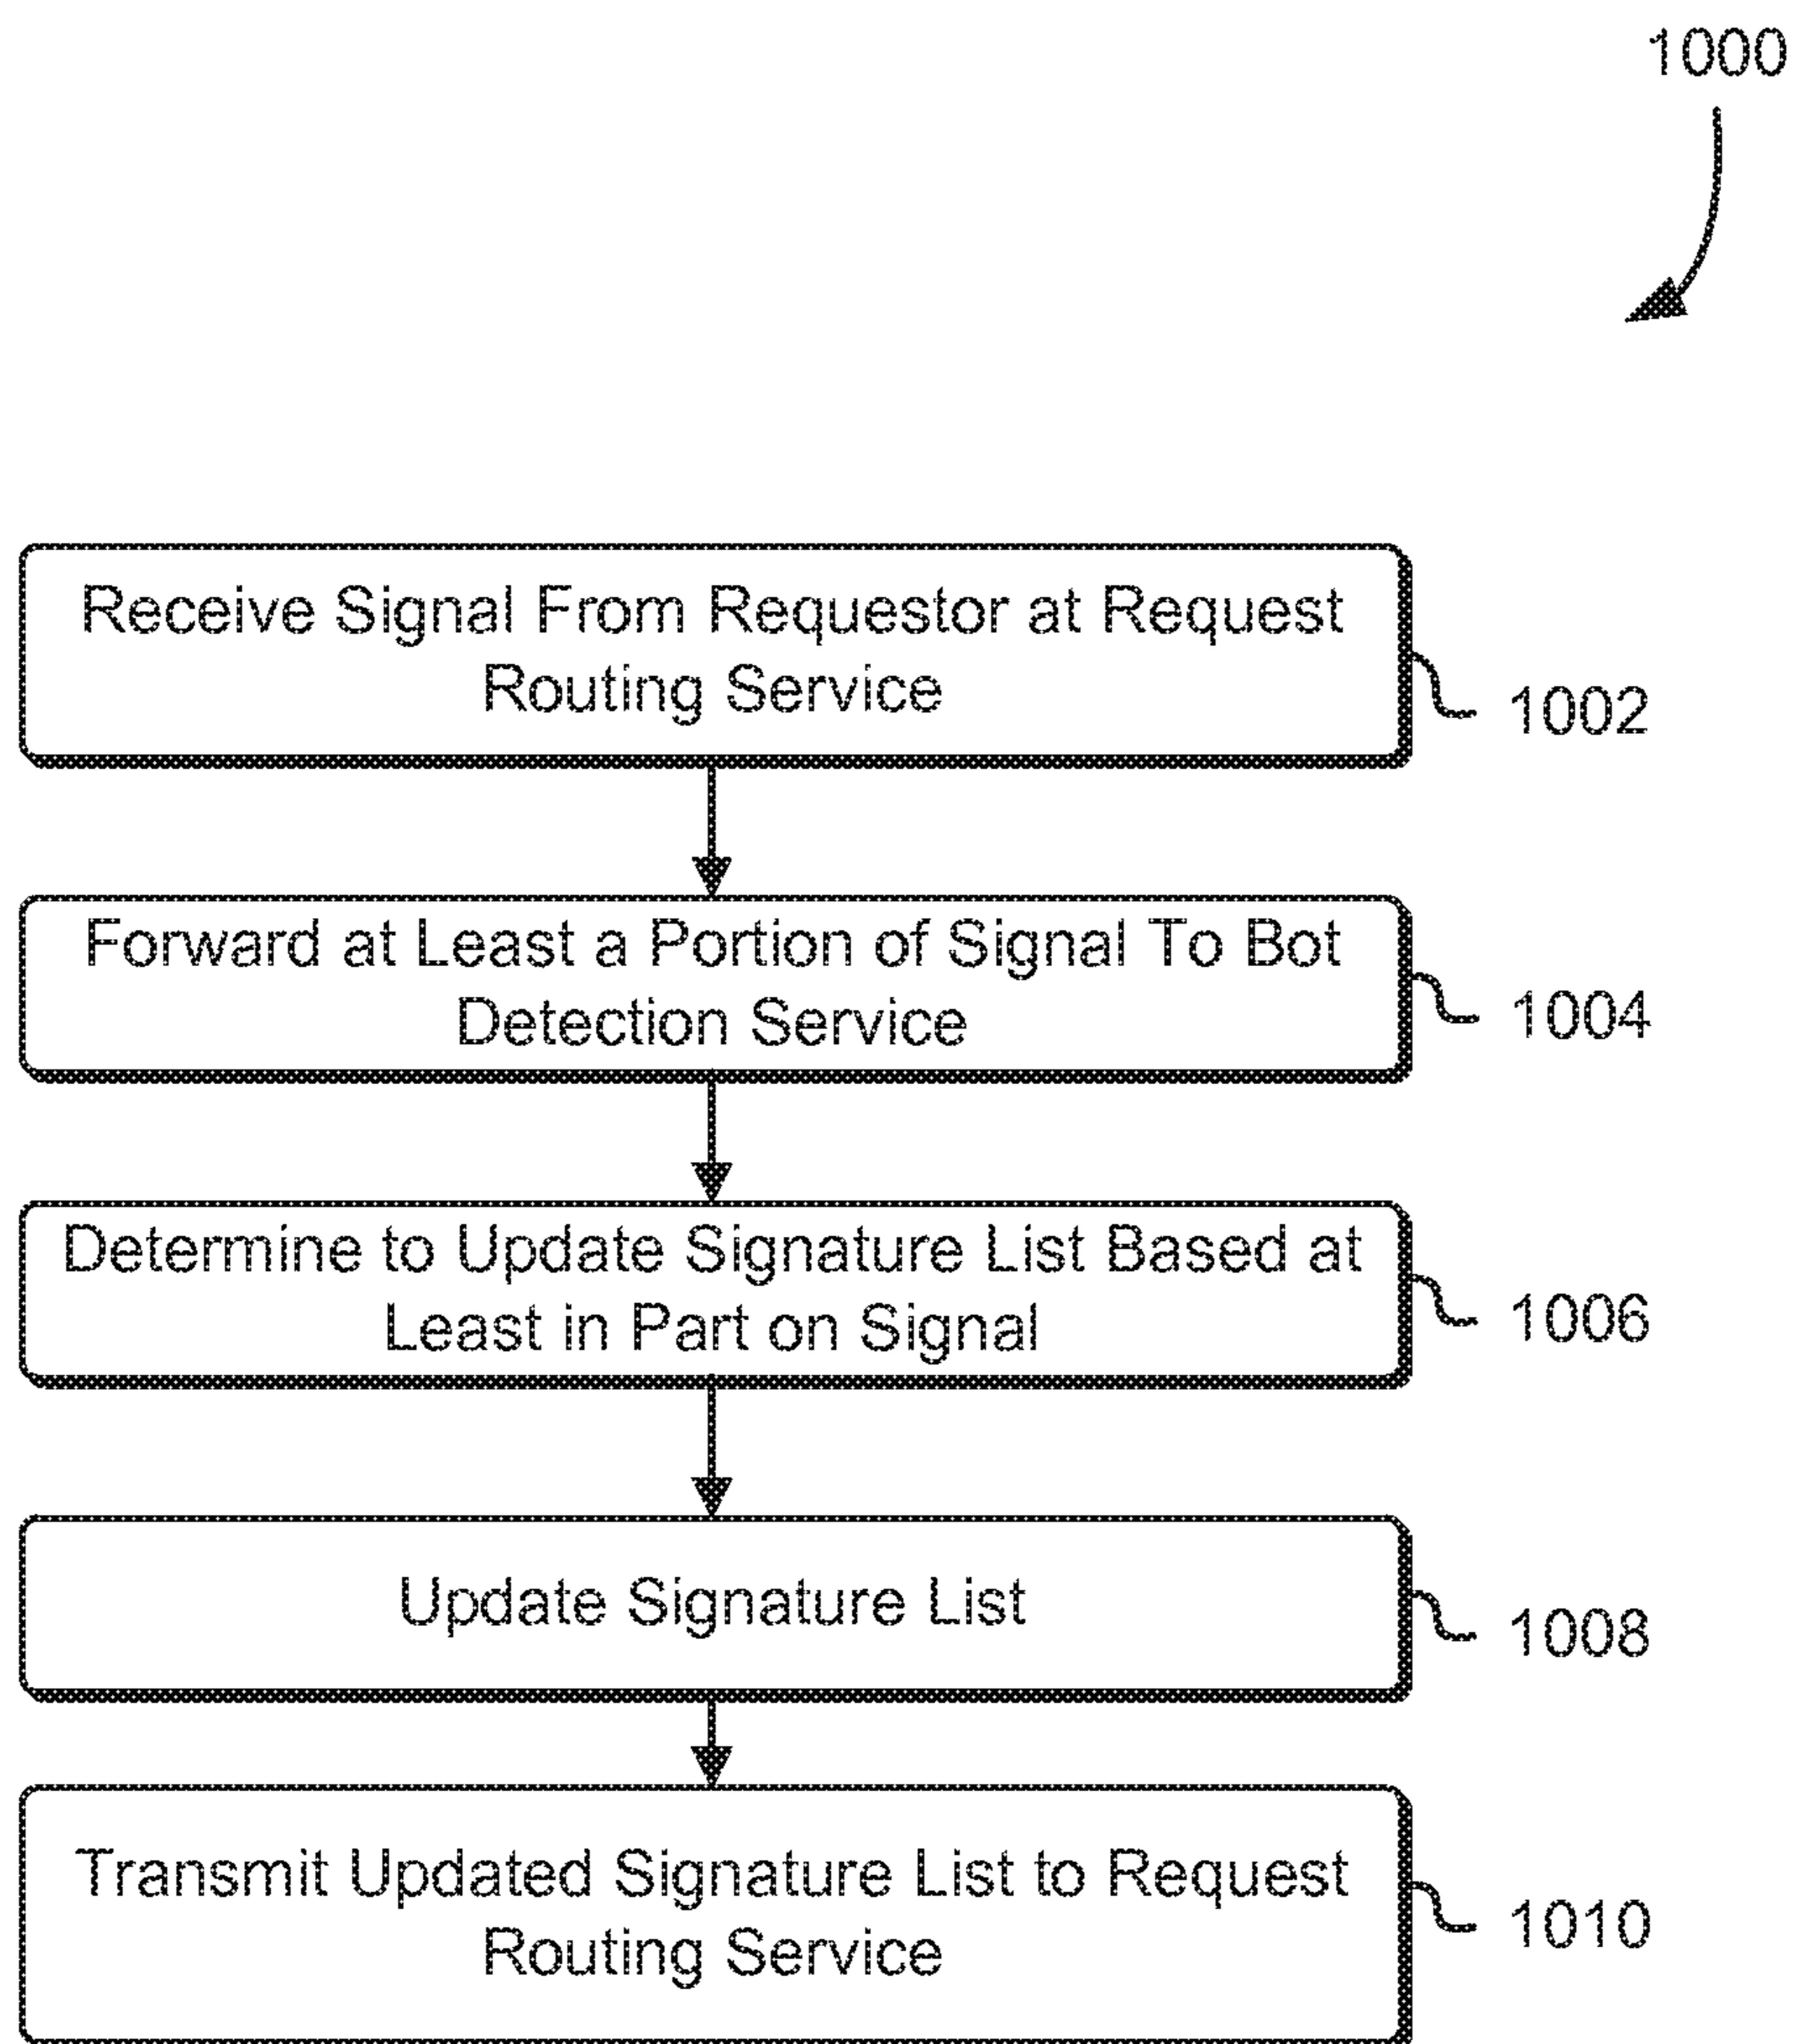 1000
Receive Signal From Requestor at Request
Routing Service
1002
Forward at Least a Portion of Signal To Bot
Detection Service
1004
Determine to Update Signature List Based at
Least in Part on Signal
1006
Update Signature List
1008
Transmit Updated Signature List to Request
Routing Service
1010